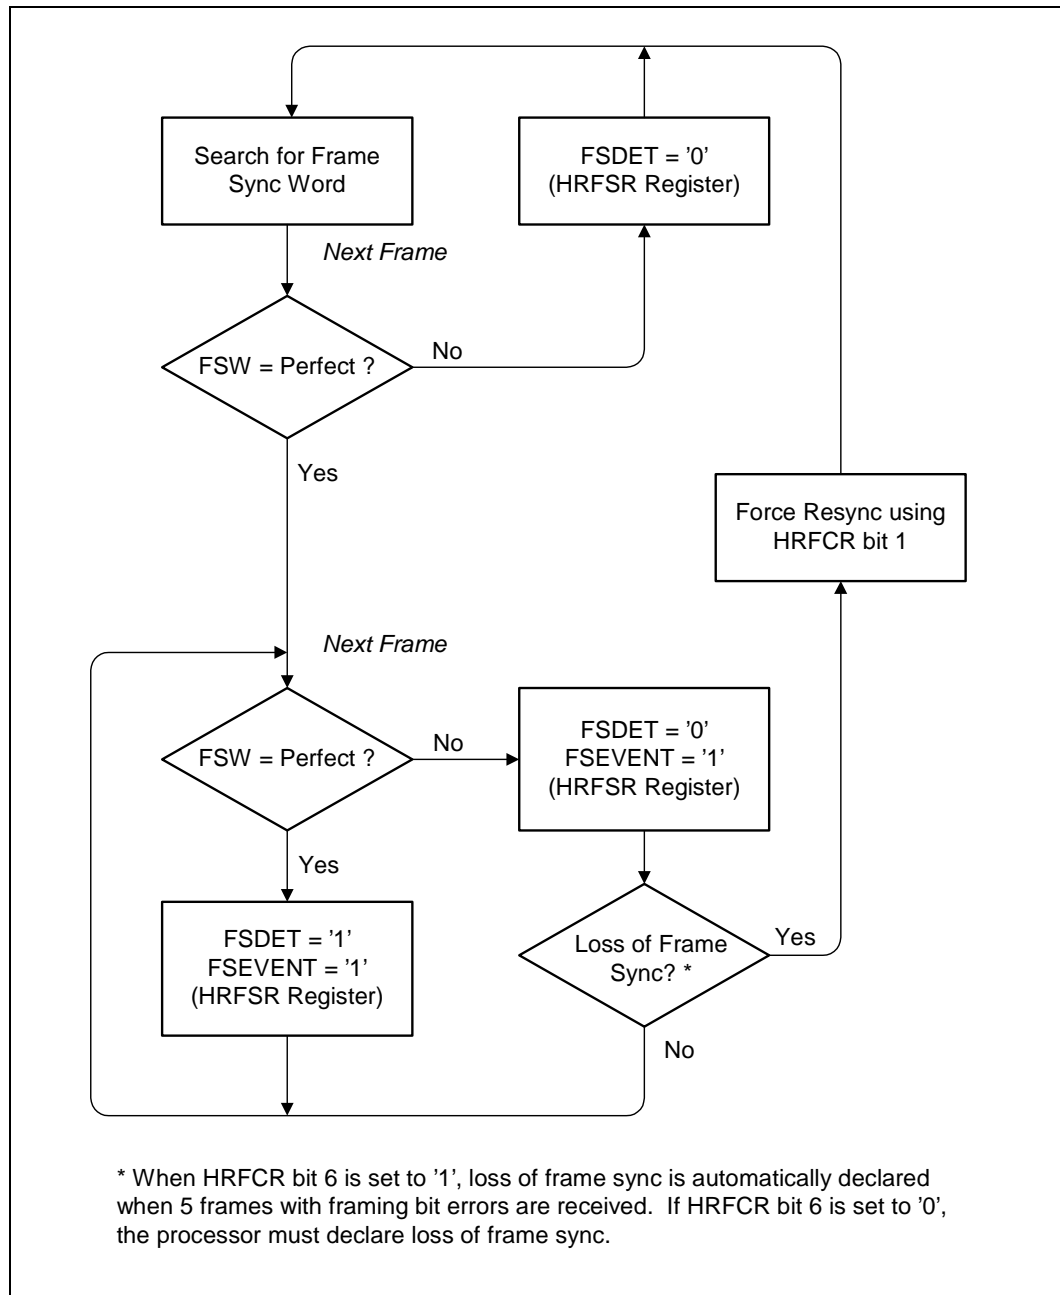 Search for Frame
Sync Word
FSDET = '0'
(HRFSR Register)
Next Frame
FSW = Perfect ?
No
Yes
Force Resync using
HRFCR bit 1
Next Frame
FSW = Perfect ?
No
FSDET = '0'
FSEVENT = '1'
(HRFSR Register)
Yes
FSDET = '1'
FSEVENT = '1'
(HRFSR Register)
Loss of Frame
Sync? *
Yes
No
* When HRFCR bit 6 is set to '1', loss of frame sync is automatically declared
when 5 frames with framing bit errors are received.  If HRFCR bit 6 is set to '0',
the processor must declare loss of frame sync.